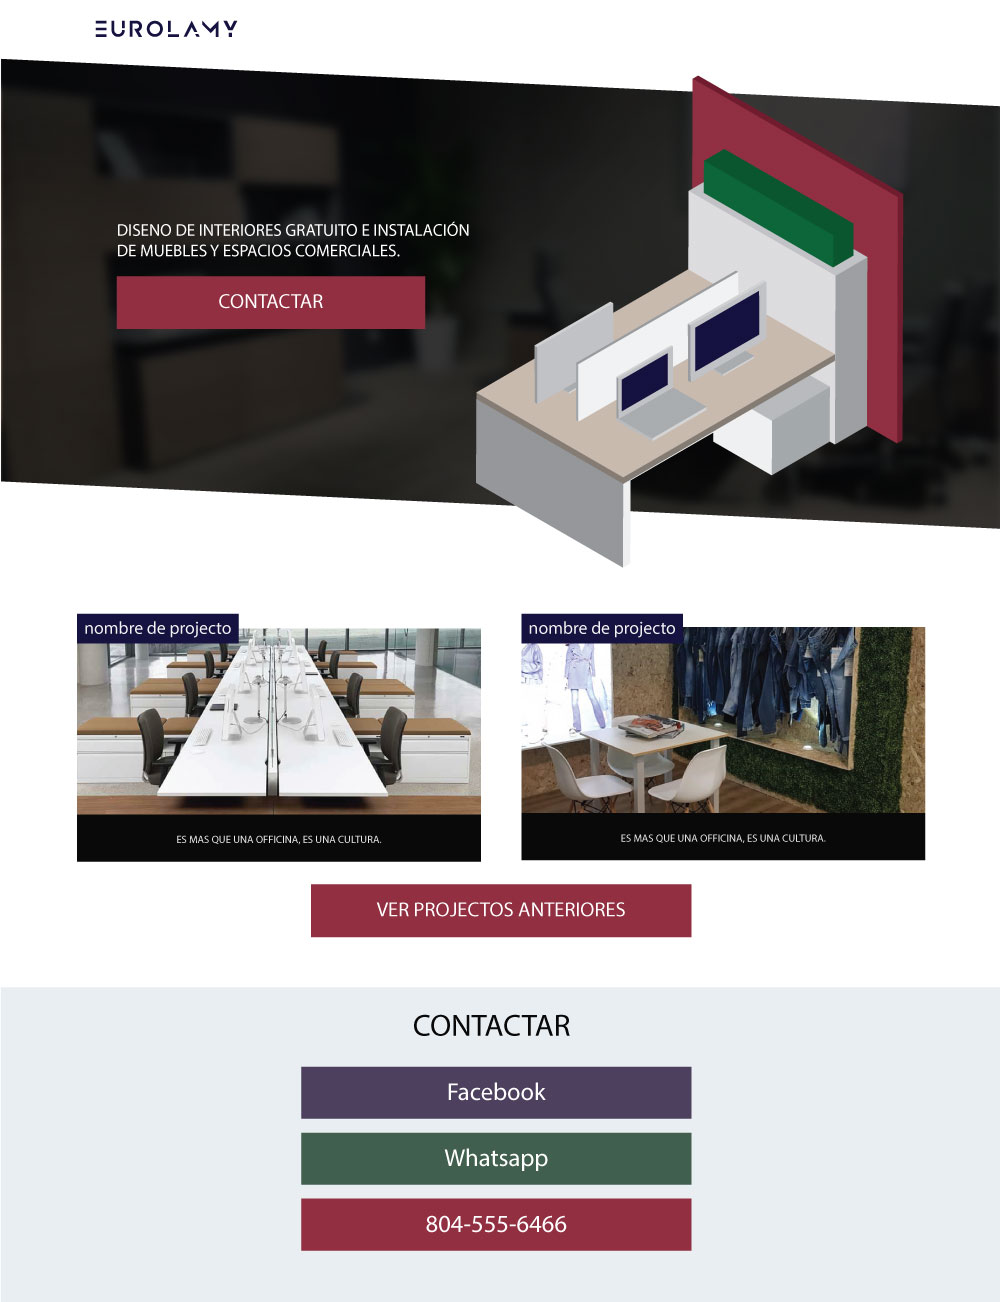 EUROLAMY
DISENO DE INTERIORES GRATUITO E INSTALACIÓN
DE MUEBLES Y ESPACIOS COMERCIALES.
CONTACTAR
nombre de projecto
ES MAS QUE UNA OFFICINA, ES UNA CULTURA.
nombre de projecto
ES MAS QUE UNA OFFICINA, ES UNA CULTURA.
VER PROJECTOS ANTERIORES
CONTACTAR
Facebook
Whatsapp
804-555-6466